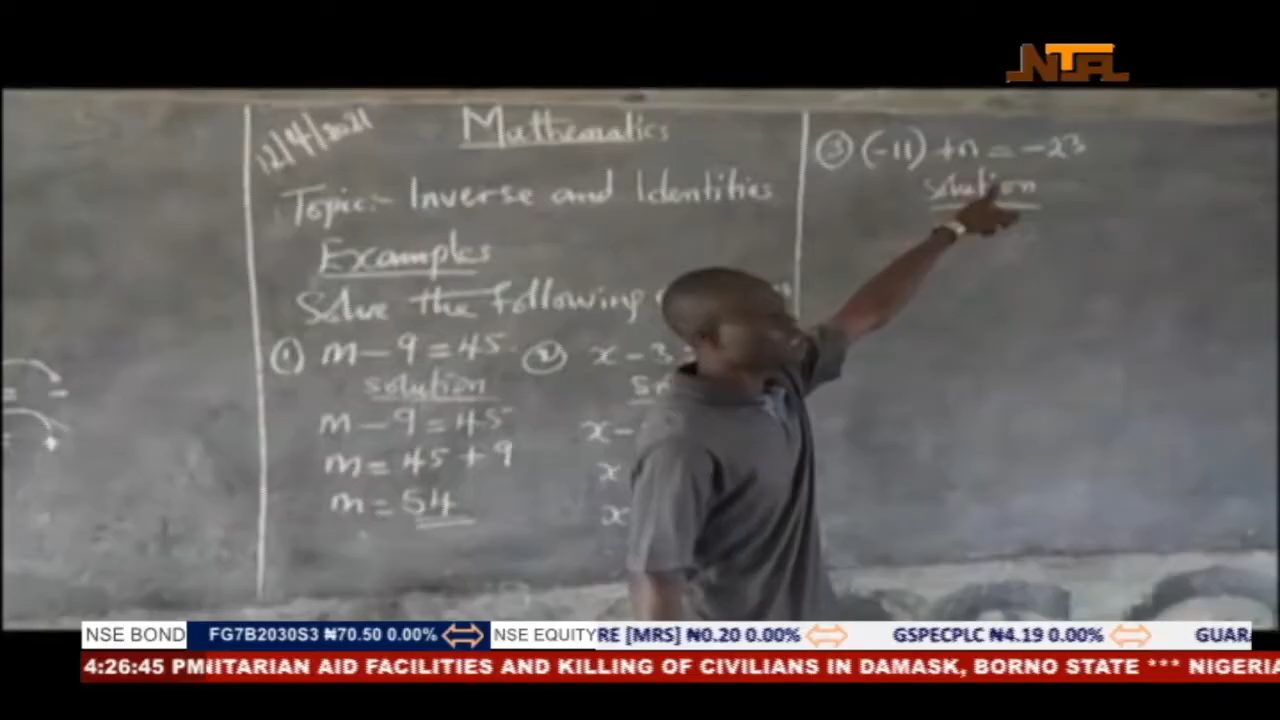 NTA
12/4/2021
Mathematics
Topic:- Inverse and Identities
Examples
Solve the following
① m - 9 = 45
solution
m - 9 = 45
m = 45 + 9
m = 54
② x - 3
x -
x
x
③ (-11) + n = -23
solution
NSE BOND FG7B2030S3 ₦70.50 0.00% NSE EQUITY RE [MRS] ₦0.20 0.00% GSPECPLC ₦4.19 0.00% GUAR
4:26:45 PM NITARIAN AID FACILITIES AND KILLING OF CIVILIANS IN DAMASK, BORNO STATE *** NIGERIA